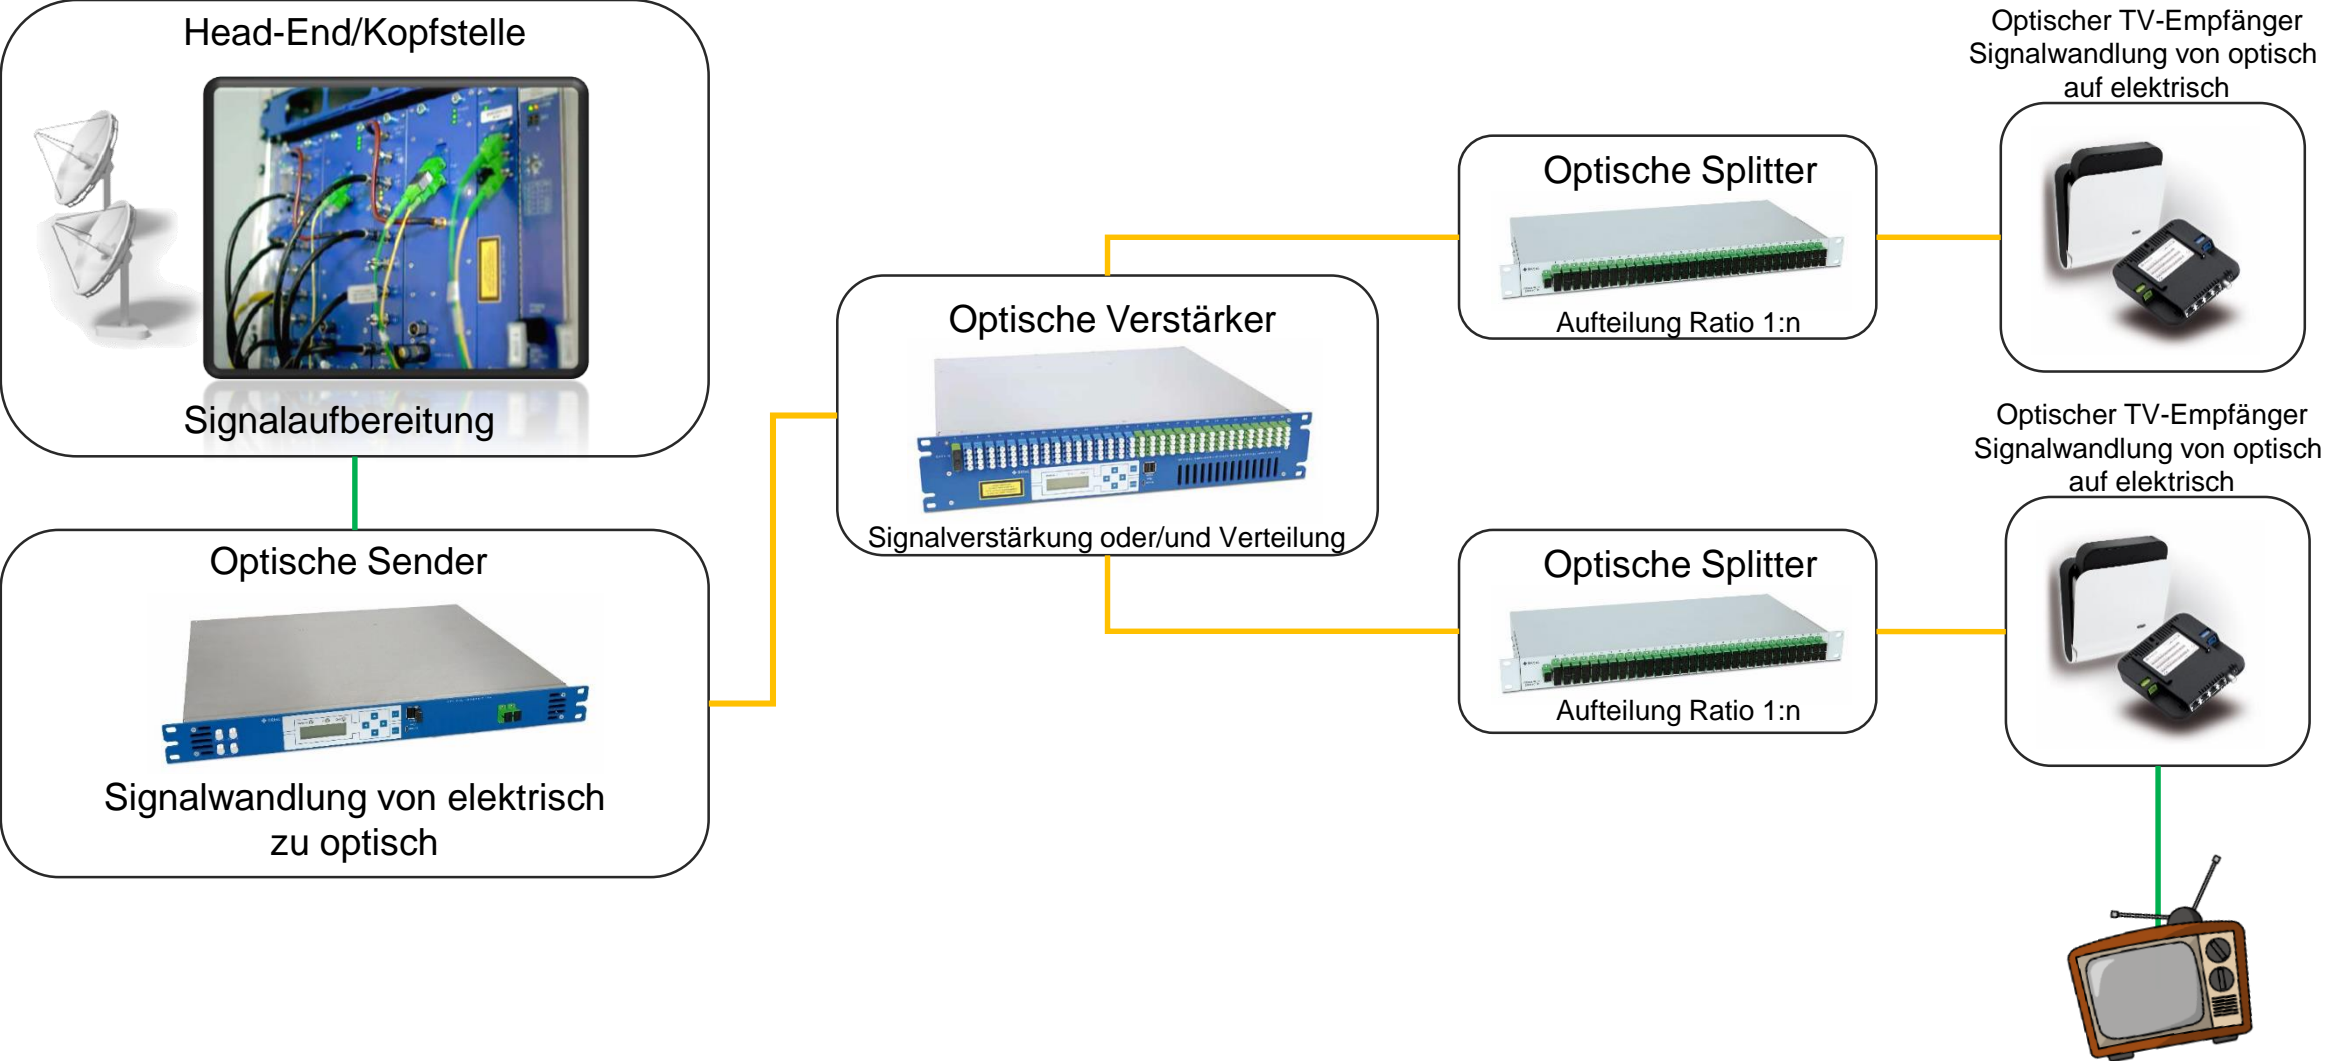 Head-End/Kopfstelle
Signalaufbereitung
Optische Sender
Signalwandlung von elektrisch
zu optisch
Optische Verstärker
Signalverstärkung oder/und Verteilung
Optische Splitter
Aufteilung Ratio 1:n
Optische Splitter
Aufteilung Ratio 1:n
Optischer TV-Empfänger
Signalwandlung von optisch
auf elektrisch
Optischer TV-Empfänger
Signalwandlung von optisch
auf elektrisch